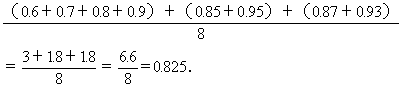 (0.6+0.7+0.8+0.9) + (0.85+0.95) + (0.87+0.93)
8
= 3+1.8+1.8/8 = 6.6/8 = 0.825.